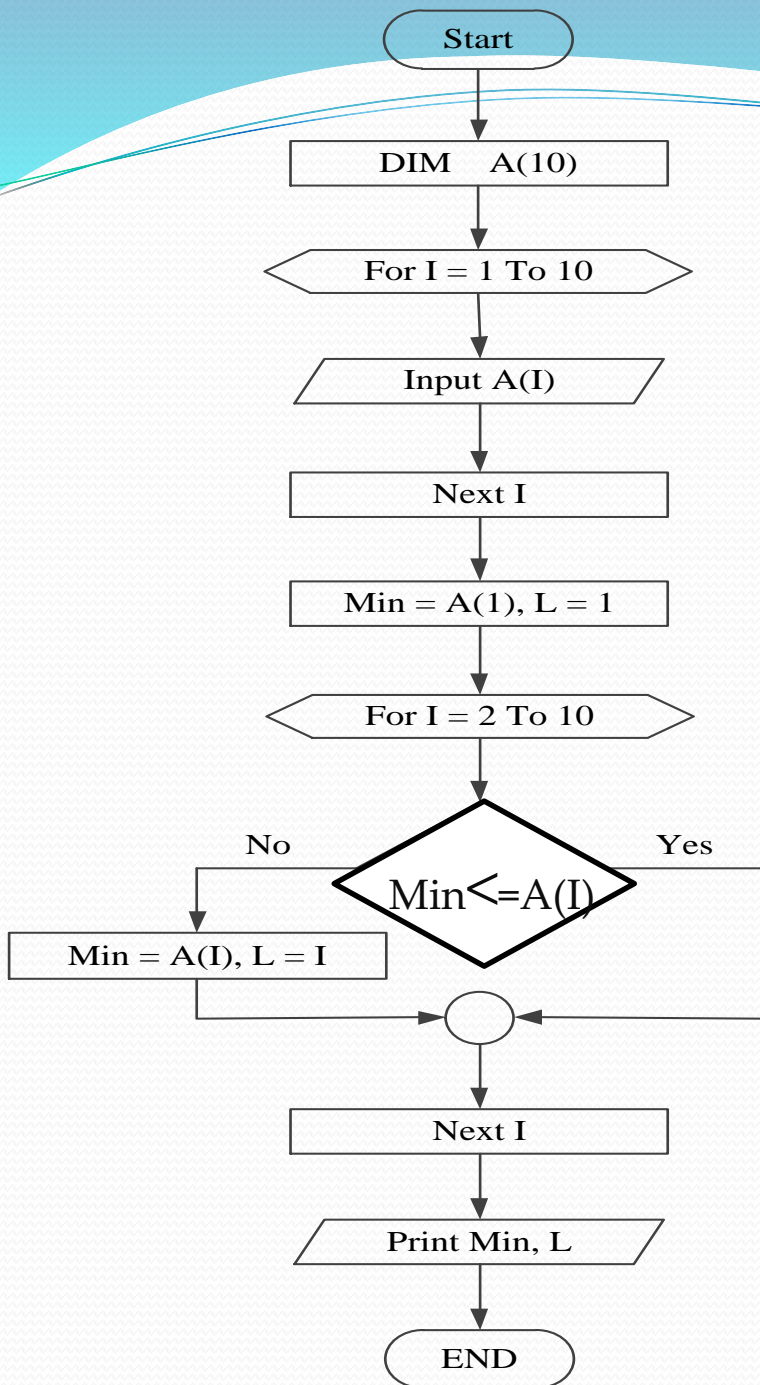 Start
DIM A(10)
For I = 1 To 10
Input A(I)
Next I
Min = A(1), L = 1
For I = 2 To 10
No
Yes
Min<=A(I)
Min = A(I), L = I
Next I
Print Min, L
END